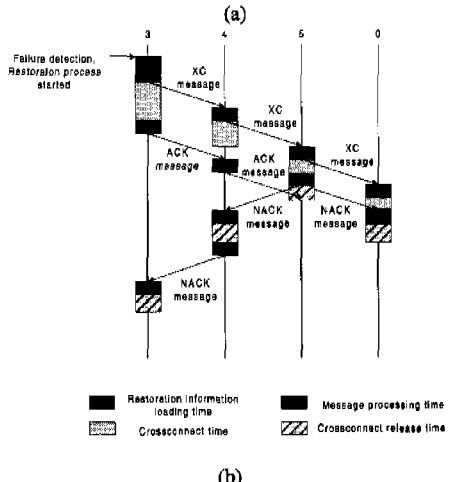 (a)
3 4 5 0
Failure detection,
Restoraion process
started
XC
message
XC
message
XC
message
ACK
message
ACK
message
NACK
message
NACK
message
NACK
message
Restoration Information
loading time
Message processing time
Crossconnect time
Crossconnect release time
(b)